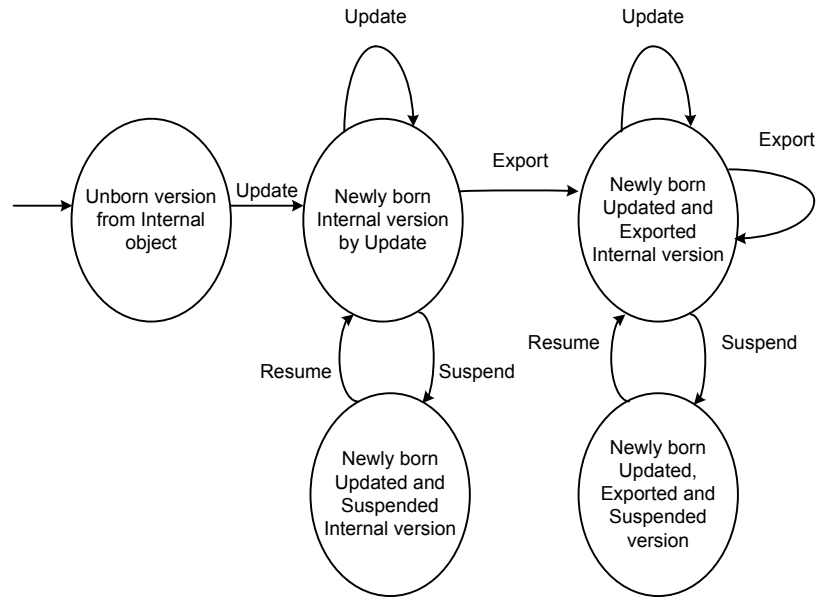 Update
Update
Export
Export
Update
Unborn version
from Internal
object
Newly born
Internal version
by Update
Newly born
Updated and
Exported
Internal version
Resume
Suspend
Resume
Suspend
Newly born
Updated and
Suspended
Internal version
Newly born
Updated,
Exported and
Suspended
version